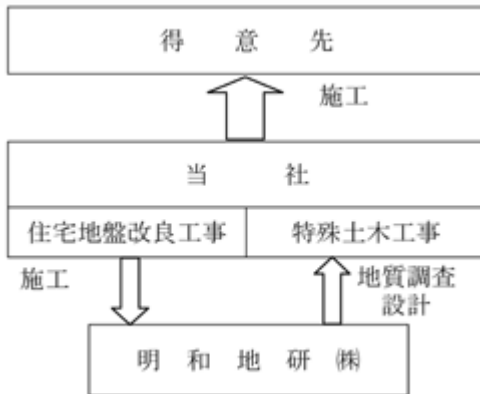 得意先
施工
当社
住宅地盤改良工事 特殊土木工事
施工
地質調査
設計
明和地研㈱